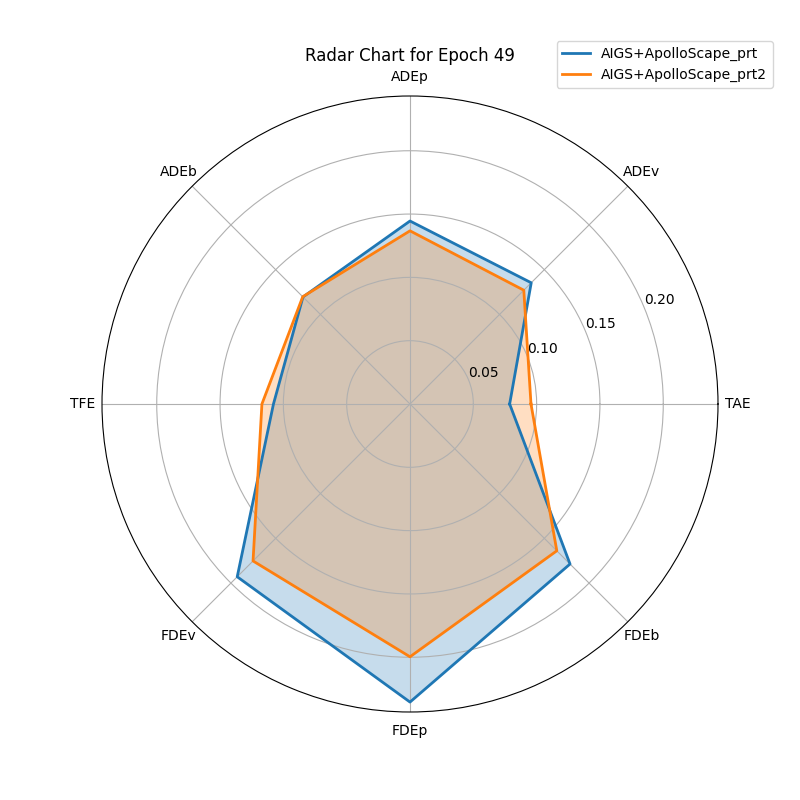 Radar Chart for Epoch 49
AIGS+ApolloScape_prt
AIGS+ApolloScape_prt2
ADEp
ADEb
ADEv
0.20
0.15
0.10
0.05
TFE
TAE
FDEv
FDEb
FDEp